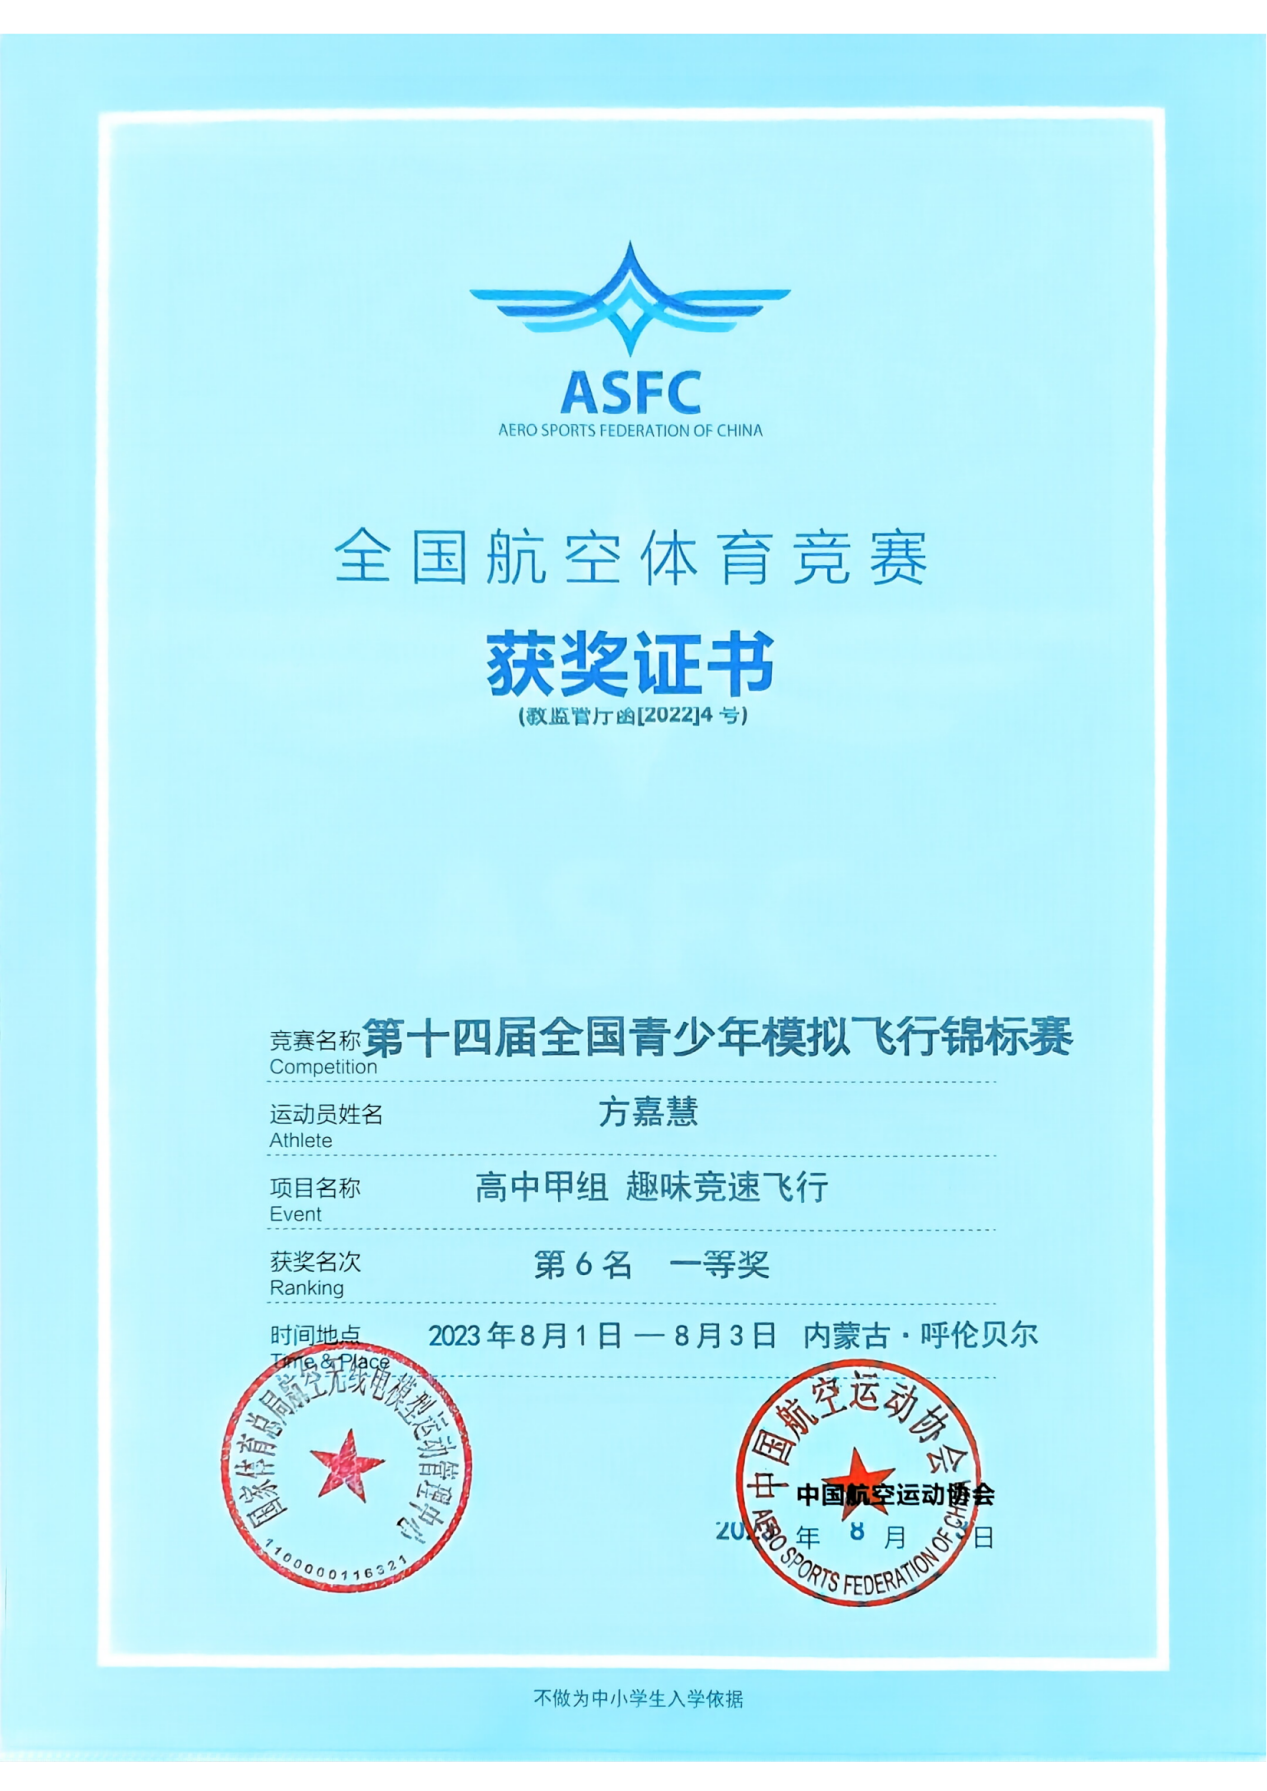 ASFC
AERO SPORTS FEDERATION OF CHINA
全国航空体育竞赛
获奖证书
(教监管厅函[2022]4 号)
竞赛名称 第十四届全国青少年模拟飞行锦标赛
Competition
运动员姓名 方嘉慧
Athlete
项目名称 高中甲组 趣味竞速飞行
Event
获奖名次 第 6 名 一等奖
Ranking
时间地点 2023 年 8 月 1 日 — 8 月 3 日 内蒙古·呼伦贝尔
Time & Place
国家体育总局航空无线电模型运动管理中心
1100000116321
中国航空运动协会
AERO SPORTS FEDERATION OF CHINA
中国航空运动协会
年 8 月 3 日
不做为中小学生入学依据